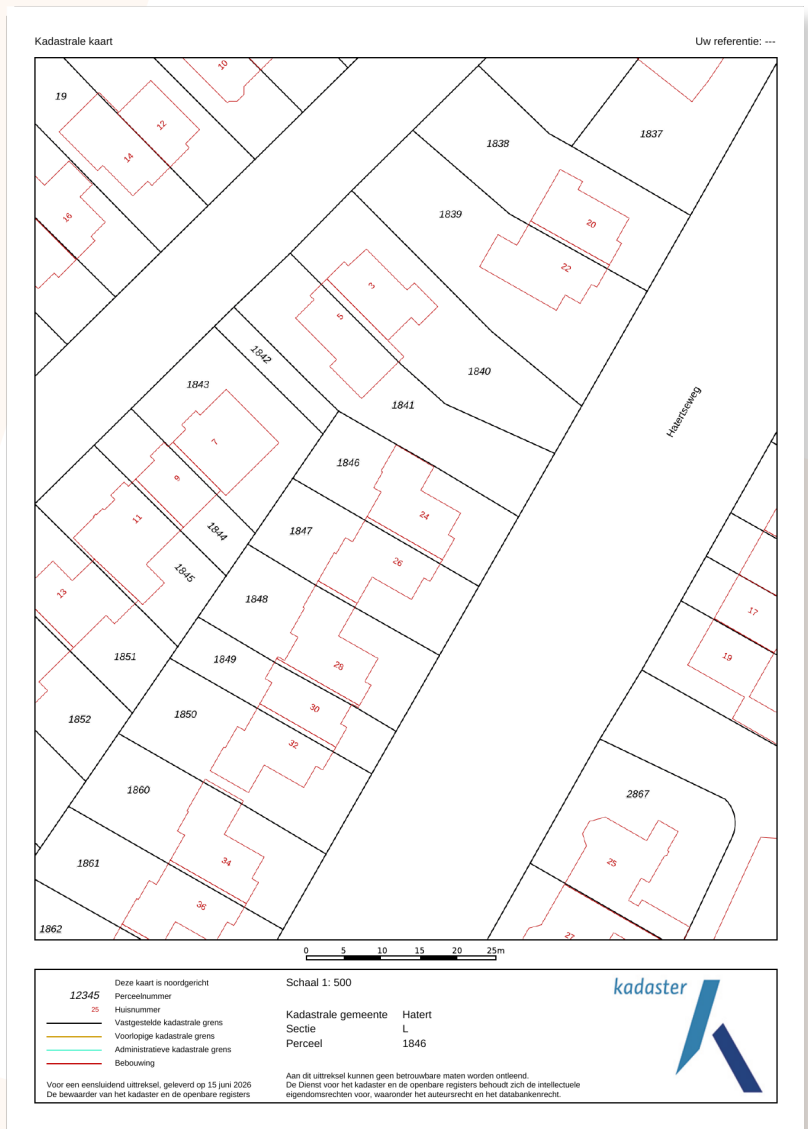 Kadastrale kaart
Uw referentie: ---
10
19
12
14
16
1837
1838
1839
20
22
3
5
1840
1841
1842
1843
Hatertseweg
7
9
11
13
1844
1845
1846
24
1847
26
1848
1849
28
30
1850
32
1851
1852
17
19
1860
34
1861
36
1862
2867
25
27
0 5 10 15 20 25m
12345 Perceelnummer
Deze kaart is noordgericht
25 Huisnummer
Vastgestelde kadastrale grens
Voorlopige kadastrale grens
Administratieve kadastrale grens
Bebouwing
Voor een eensluidend uittreksel, geleverd op 15 juni 2026
De bewaarder van het kadaster en de openbare registers
Schaal 1: 500
Kadastrale gemeente Hatert
Sectie L
Perceel 1846
Aan dit uittreksel kunnen geen betrouwbare maten worden ontleend.
De Dienst voor het kadaster en de openbare registers behoudt zich de intellectuele
eigendomsrechten voor, waaronder het auteursrecht en het databankenrecht.
kadaster